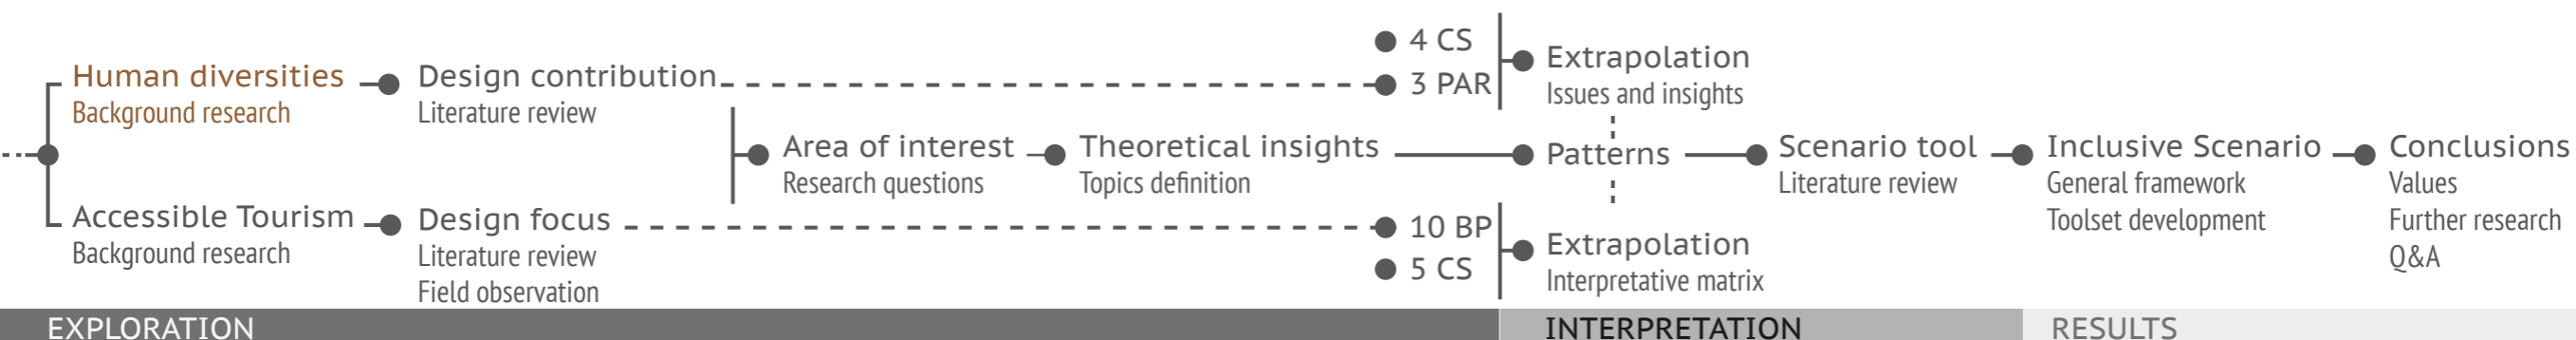 Human diversities
Background research
Design contribution
Literature review
4 CS
3 PAR
Extrapolation
Issues and insights
Area of interest
Research questions
Theoretical insights
Topics definition
Patterns
Scenario tool
Literature review
Inclusive Scenario
General framework
Toolset development
Conclusions
Values
Further research
Q&A
Accessible Tourism
Background research
Design focus
Literature review
Field observation
10 BP
5 CS
Extrapolation
Interpretative matrix
EXPLORATION
INTERPRETATION
RESULTS